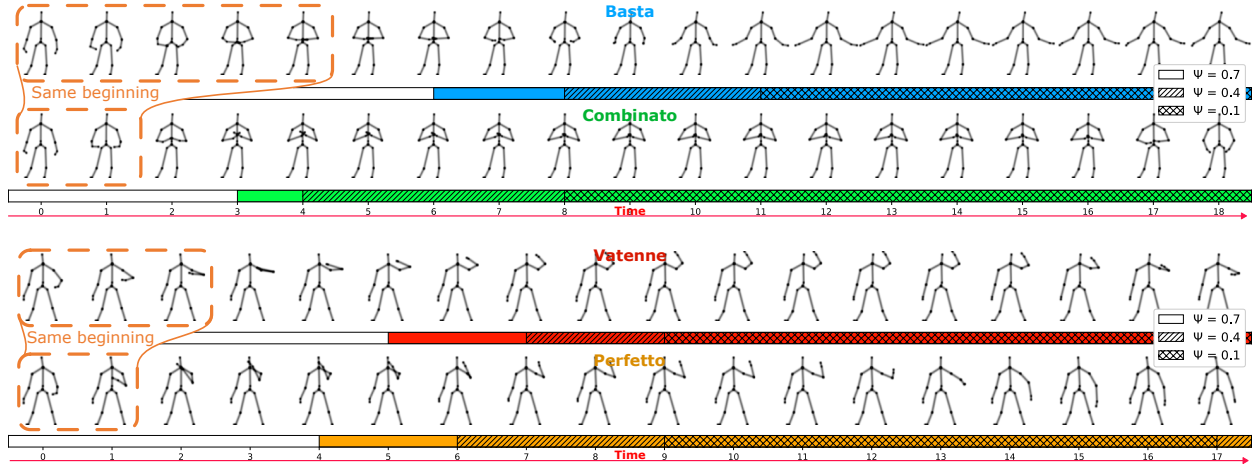 Basta
Same beginning
Ψ = 0.7
Ψ = 0.4
Ψ = 0.1
Combinato
0 1 2 3 4 5 6 7 8 9 10 11 12 13 14 15 16 17 18
Time
Vatenne
Same beginning
Ψ = 0.7
Ψ = 0.4
Ψ = 0.1
Perfetto
0 1 2 3 4 5 6 7 8 9 10 11 12 13 14 15 16 17
Time